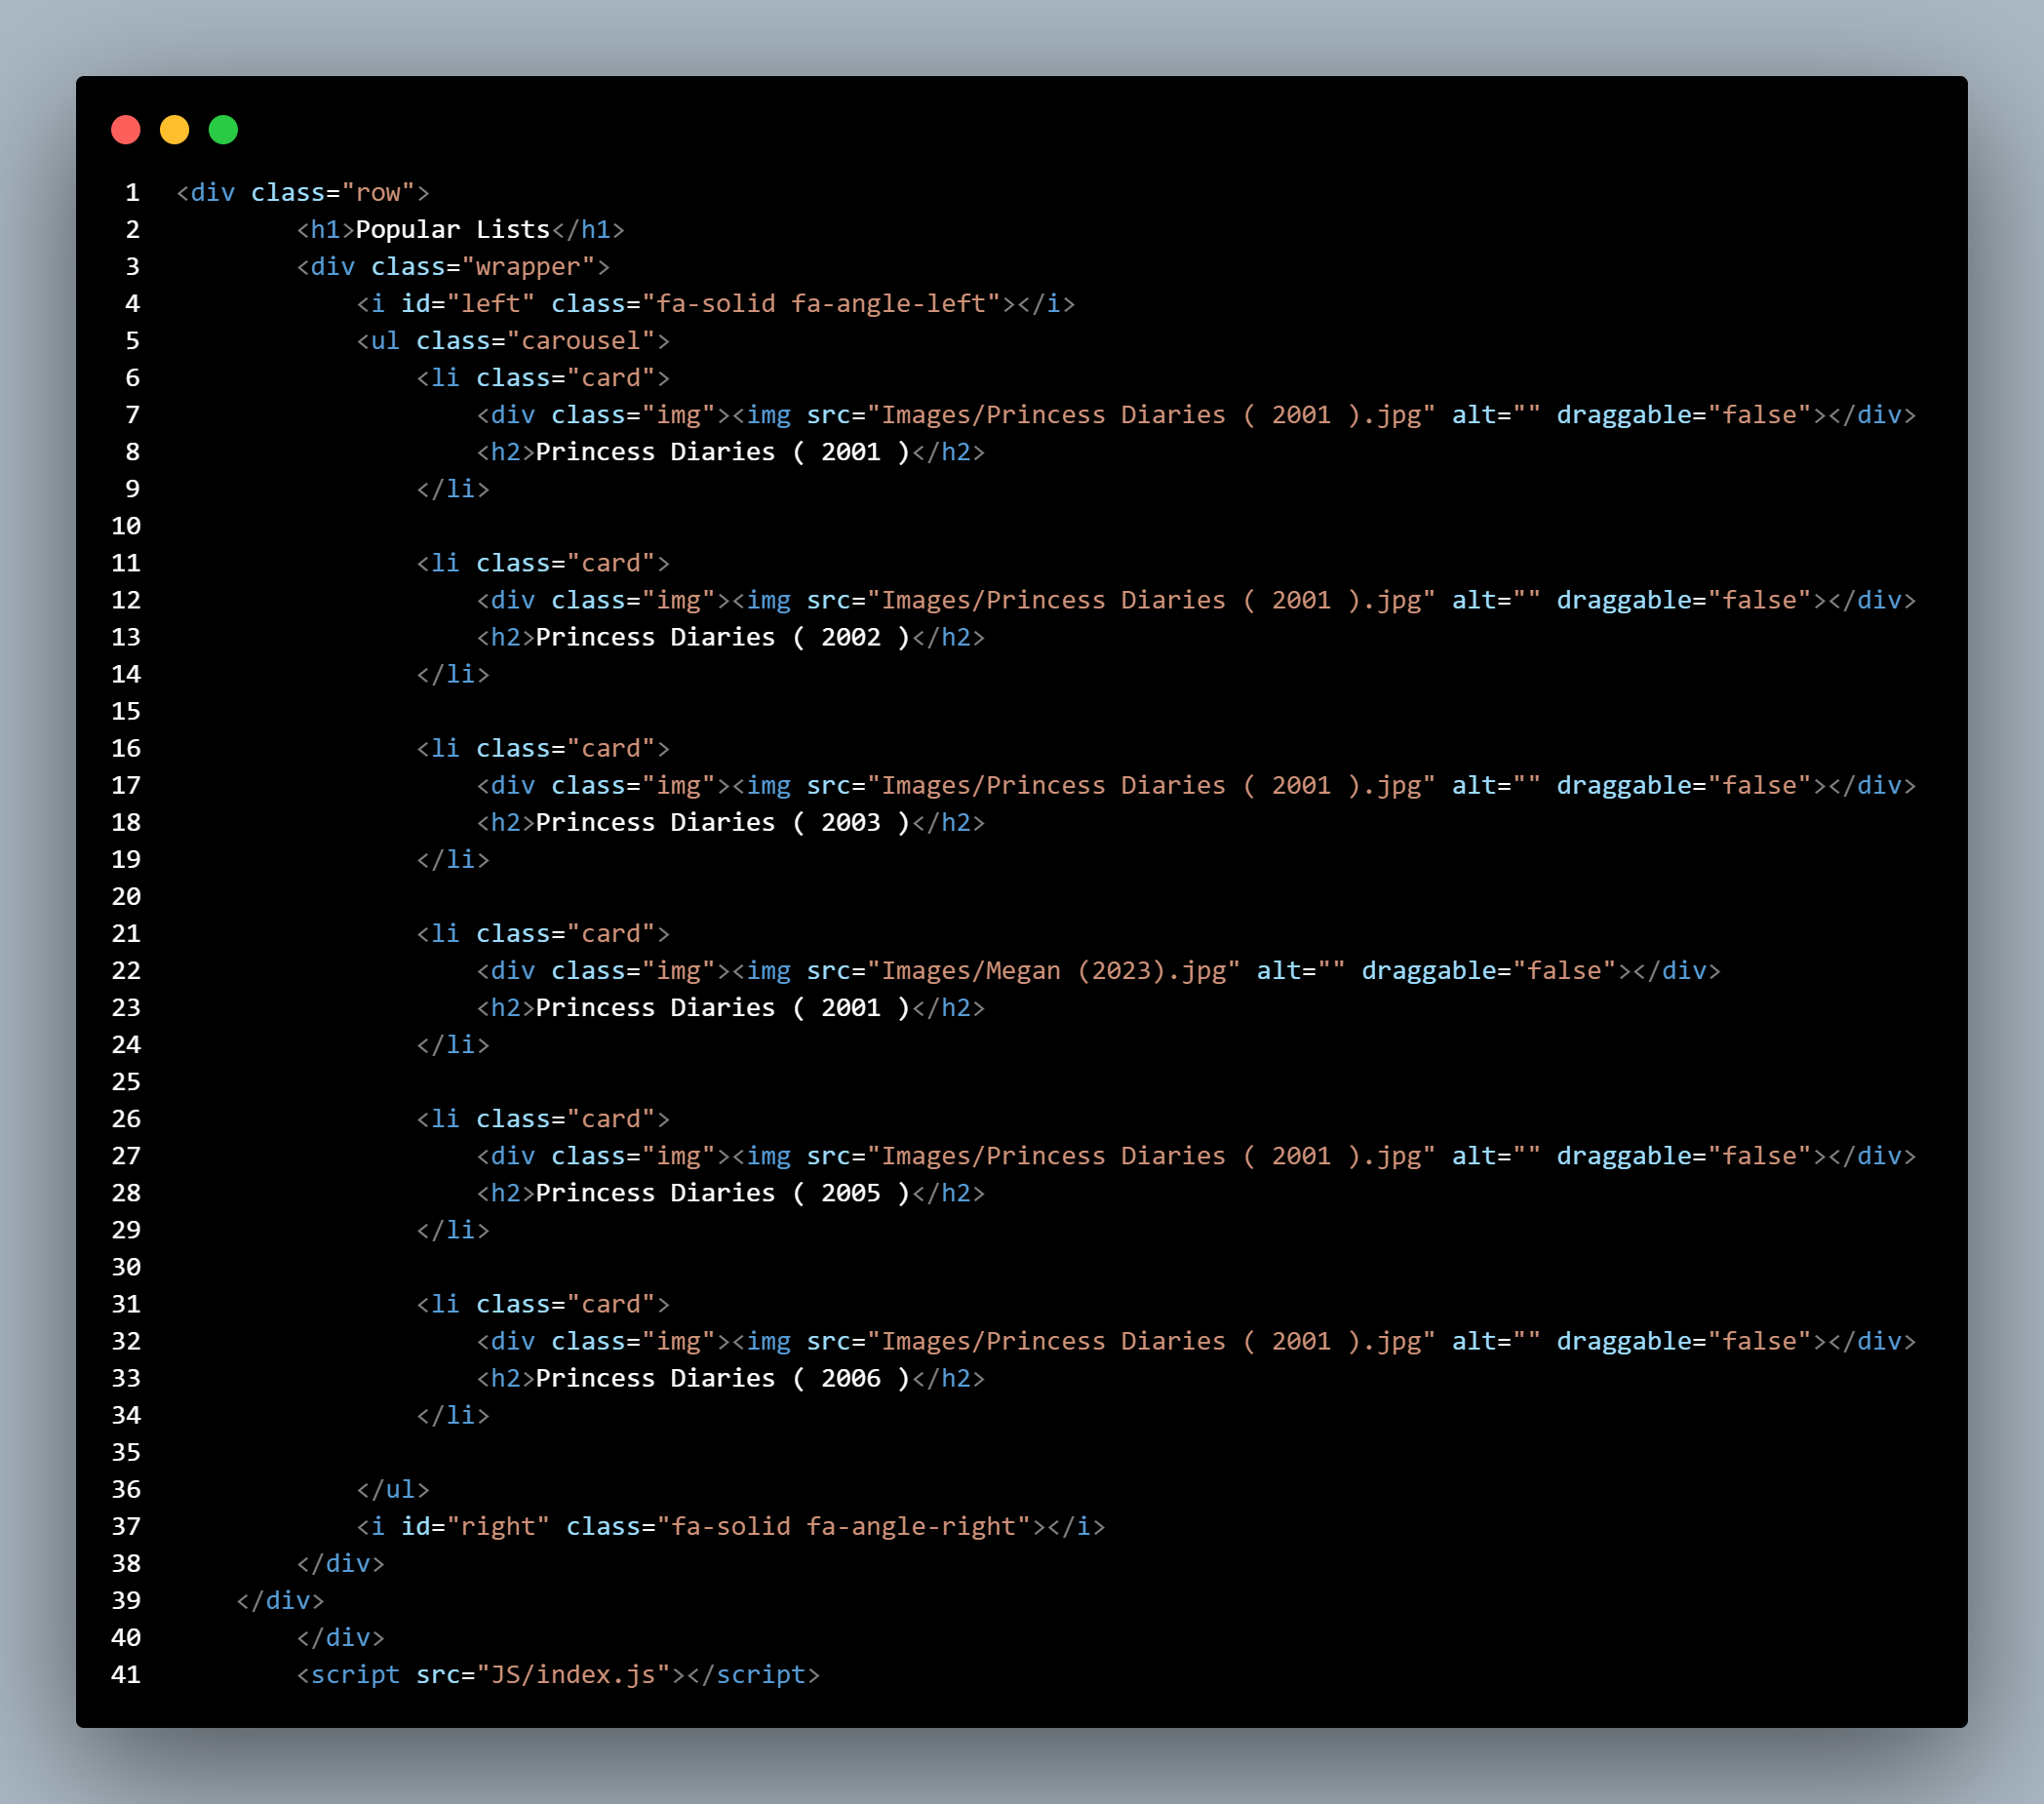 1 <div class="row">
2 <h1>Popular Lists</h1>
3 <div class="wrapper">
4 <i id="left" class="fa-solid fa-angle-left"></i>
5 <ul class="carousel">
6 <li class="card">
7 <div class="img"><img src="Images/Princess Diaries ( 2001 ).jpg" alt="" draggable="false"></div>
8 <h2>Princess Diaries ( 2001 )</h2>
9 </li>
10
11 <li class="card">
12 <div class="img"><img src="Images/Princess Diaries ( 2001 ).jpg" alt="" draggable="false"></div>
13 <h2>Princess Diaries ( 2002 )</h2>
14 </li>
15
16 <li class="card">
17 <div class="img"><img src="Images/Princess Diaries ( 2001 ).jpg" alt="" draggable="false"></div>
18 <h2>Princess Diaries ( 2003 )</h2>
19 </li>
20
21 <li class="card">
22 <div class="img"><img src="Images/Megan (2023).jpg" alt="" draggable="false"></div>
23 <h2>Princess Diaries ( 2001 )</h2>
24 </li>
25
26 <li class="card">
27 <div class="img"><img src="Images/Princess Diaries ( 2001 ).jpg" alt="" draggable="false"></div>
28 <h2>Princess Diaries ( 2005 )</h2>
29 </li>
30
31 <li class="card">
32 <div class="img"><img src="Images/Princess Diaries ( 2001 ).jpg" alt="" draggable="false"></div>
33 <h2>Princess Diaries ( 2006 )</h2>
34 </li>
35
36 </ul>
37 <i id="right" class="fa-solid fa-angle-right"></i>
38 </div>
39 </div>
40 </div>
41 <script src="JS/index.js"></script>